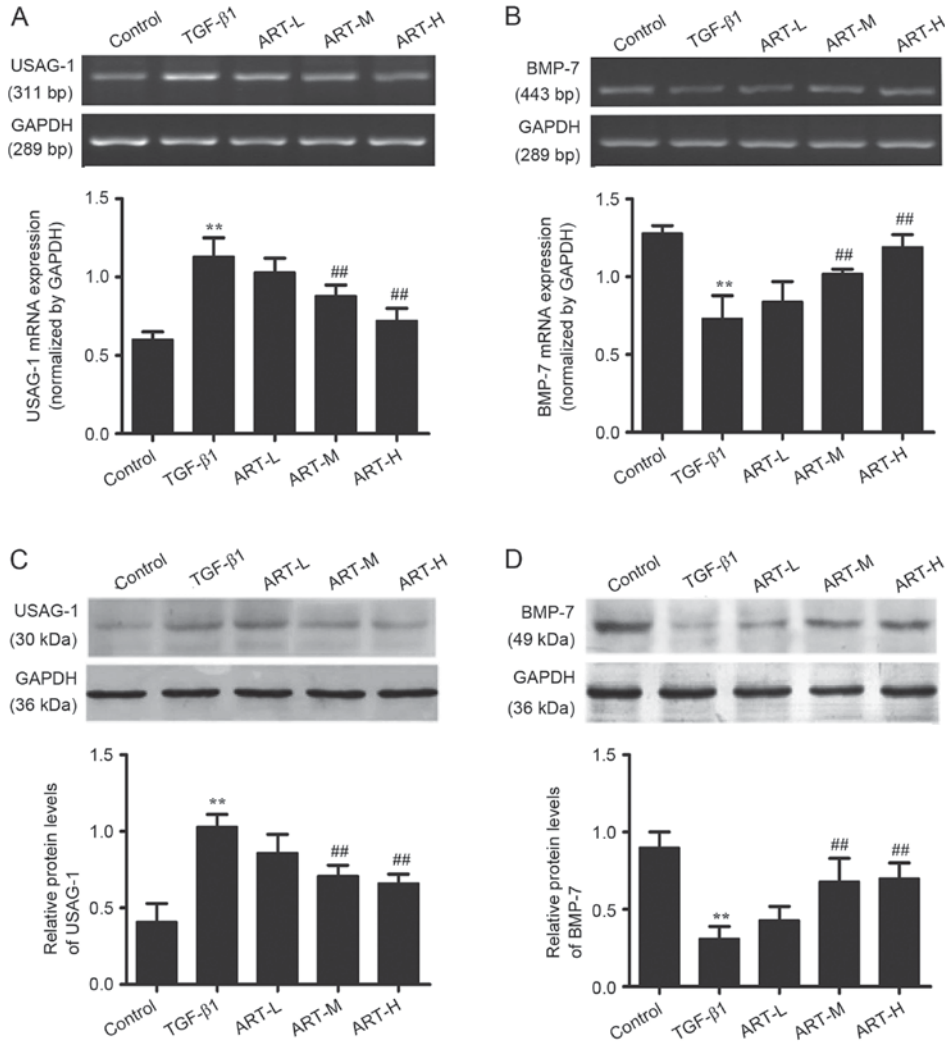 A
Control TGF-β1 ART-L ART-M ART-H
USAG-1
(311 bp)
GAPDH
(289 bp)
USAG-1 mRNA expression
(normalized by GAPDH)
1.5
1.0
0.5
0.0
**
##
##
Control TGF-β1 ART-L ART-M ART-H
B
Control TGF-β1 ART-L ART-M ART-H
BMP-7
(443 bp)
GAPDH
(289 bp)
BMP-7 mRNA expression
(normalized by GAPDH)
1.5
1.0
0.5
0.0
**
##
##
Control TGF-β1 ART-L ART-M ART-H
C
Control TGF-β1 ART-L ART-M ART-H
USAG-1
(30 kDa)
GAPDH
(36 kDa)
Relative protein levels
of USAG-1
1.5
1.0
0.5
0.0
**
##
##
Control TGF-β1 ART-L ART-M ART-H
D
Control TGF-β1 ART-L ART-M ART-H
BMP-7
(49 kDa)
GAPDH
(36 kDa)
Relative protein levels
of BMP-7
1.5
1.0
0.5
0.0
**
##
##
Control TGF-β1 ART-L ART-M ART-H